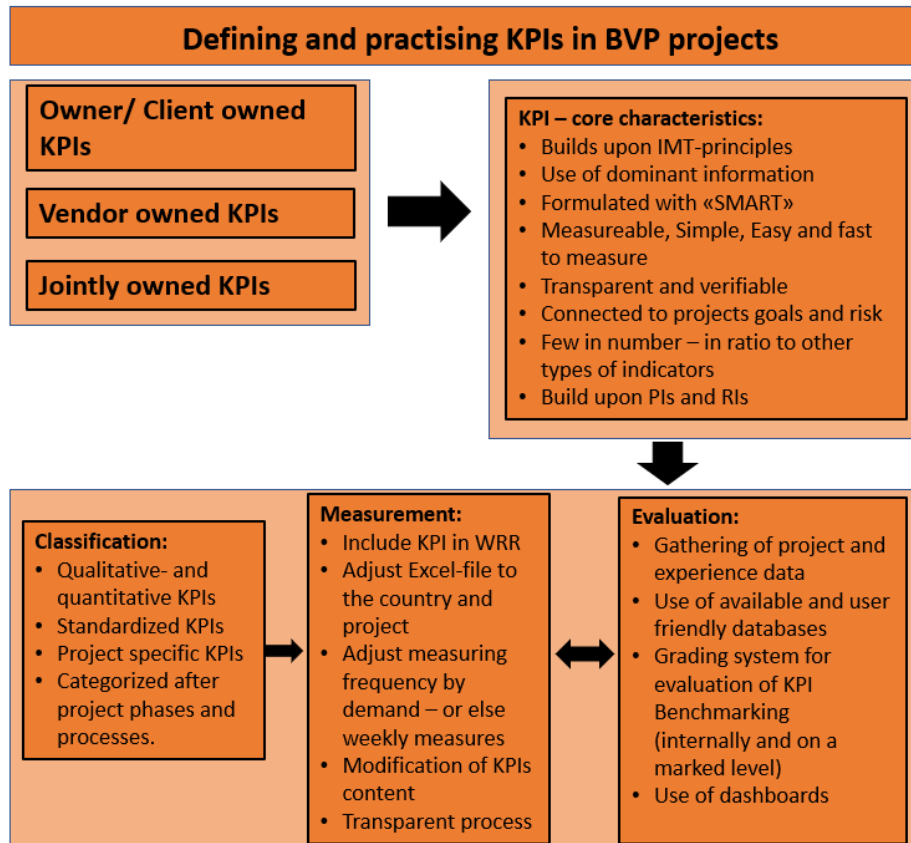 Defining and practising KPIs in BVP projects
Owner/ Client owned
KPIs
Vendor owned KPIs
Jointly owned KPIs
KPI – core characteristics:
• Builds upon IMT-principles
• Use of dominant information
• Formulated with «SMART»
• Measureable, Simple, Easy and fast
to measure
• Transparent and verifiable
• Connected to projects goals and risk
• Few in number – in ratio to other
types of indicators
• Build upon PIs and RIs
Classification:
• Qualitative- and
quantitative KPIs
• Standardized KPIs
• Project specific KPIs
• Categorized after
project phases and
processes.
Measurement:
• Include KPI in WRR
• Adjust Excel-file to
the country and
project
• Adjust measuring
frequency by
demand – or else
weekly measures
• Modification of KPIs
content
• Transparent process
Evaluation:
• Gathering of project and
experience data
• Use of available and user
friendly databases
• Grading system for
evaluation of KPI
Benchmarking
(internally and on a
marked level)
• Use of dashboards